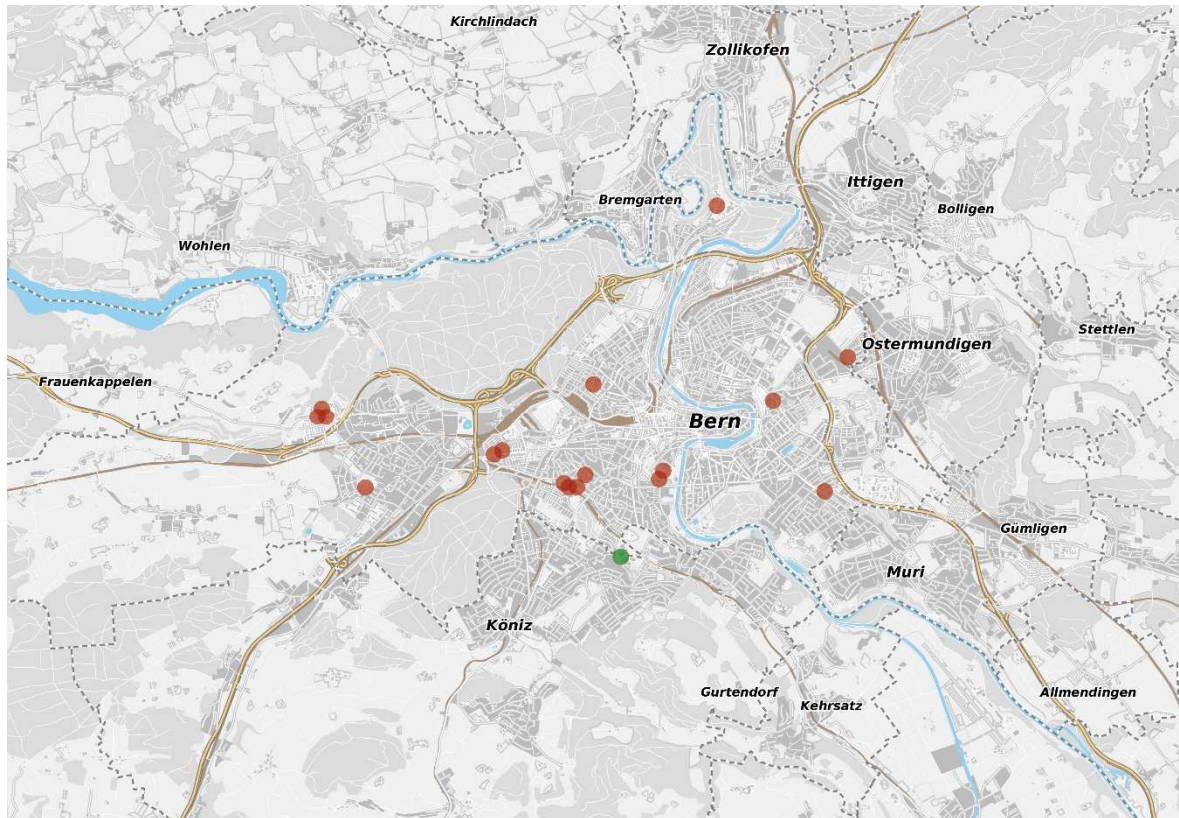 Kirchlindach
Zollikofen
Ittigen
Bremgarten
Bolligen
Wohlen
Stettlen
Ostermundigen
Frauenkappelen
Bern
Gümligen
Muri
Köniz
Gurtendorf
Allmendingen
Kehrsatz